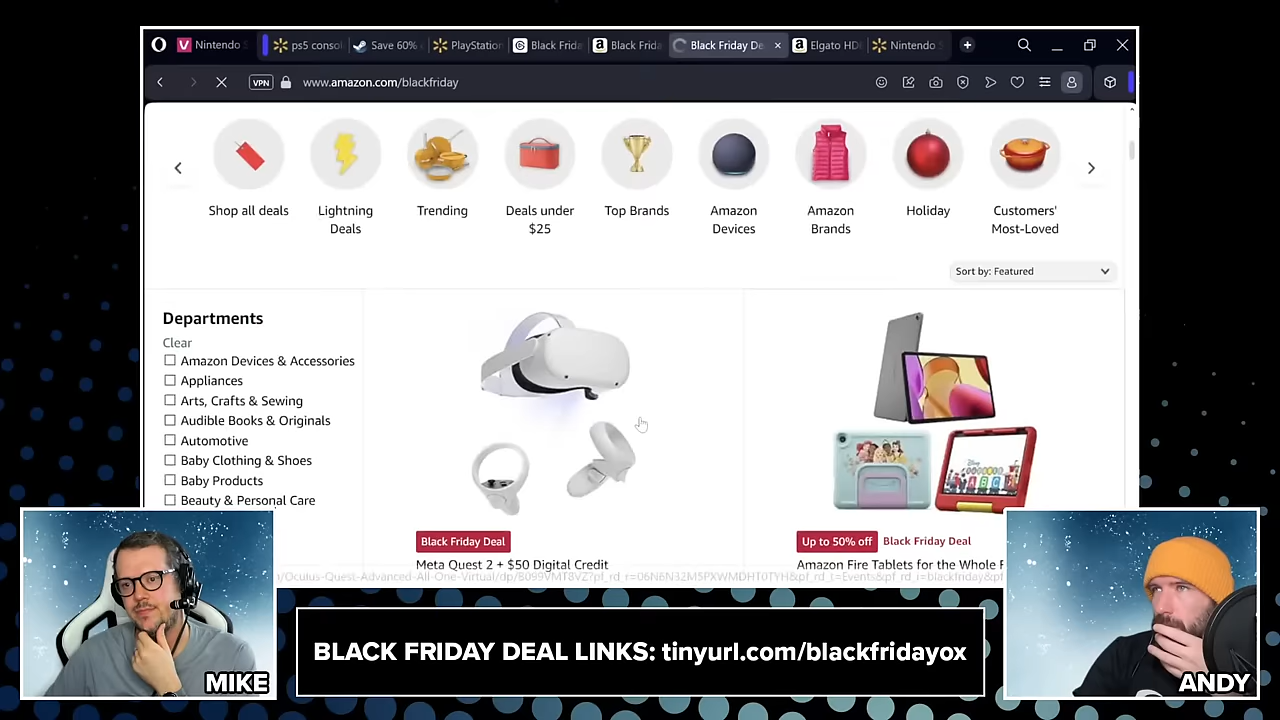 Nintendo S
ps5 consol
Save 60%
PlayStation
Black Frida
Black Frida
Black Friday De
Elgato HD
Nintendo
VPN
www.amazon.com/blackfriday
Shop all deals
Lightning
Deals
Trending
Deals under
$25
Top Brands
Amazon
Devices
Amazon
Brands
Holiday
Customers'
Most-Loved
Sort by: Featured
Departments
Clear
Amazon Devices & Accessories
Appliances
Arts, Crafts & Sewing
Audible Books & Originals
Automotive
Baby Clothing & Shoes
Baby Products
Beauty & Personal Care
Black Friday Deal
Meta Quest 2 + $50 Digital Credit
Up to 50% off
Black Friday Deal
Amazon Fire Tablets for the Whole F
MIKE
BLACK FRIDAY DEAL LINKS: tinyurl.com/blackfridayox
ANDY